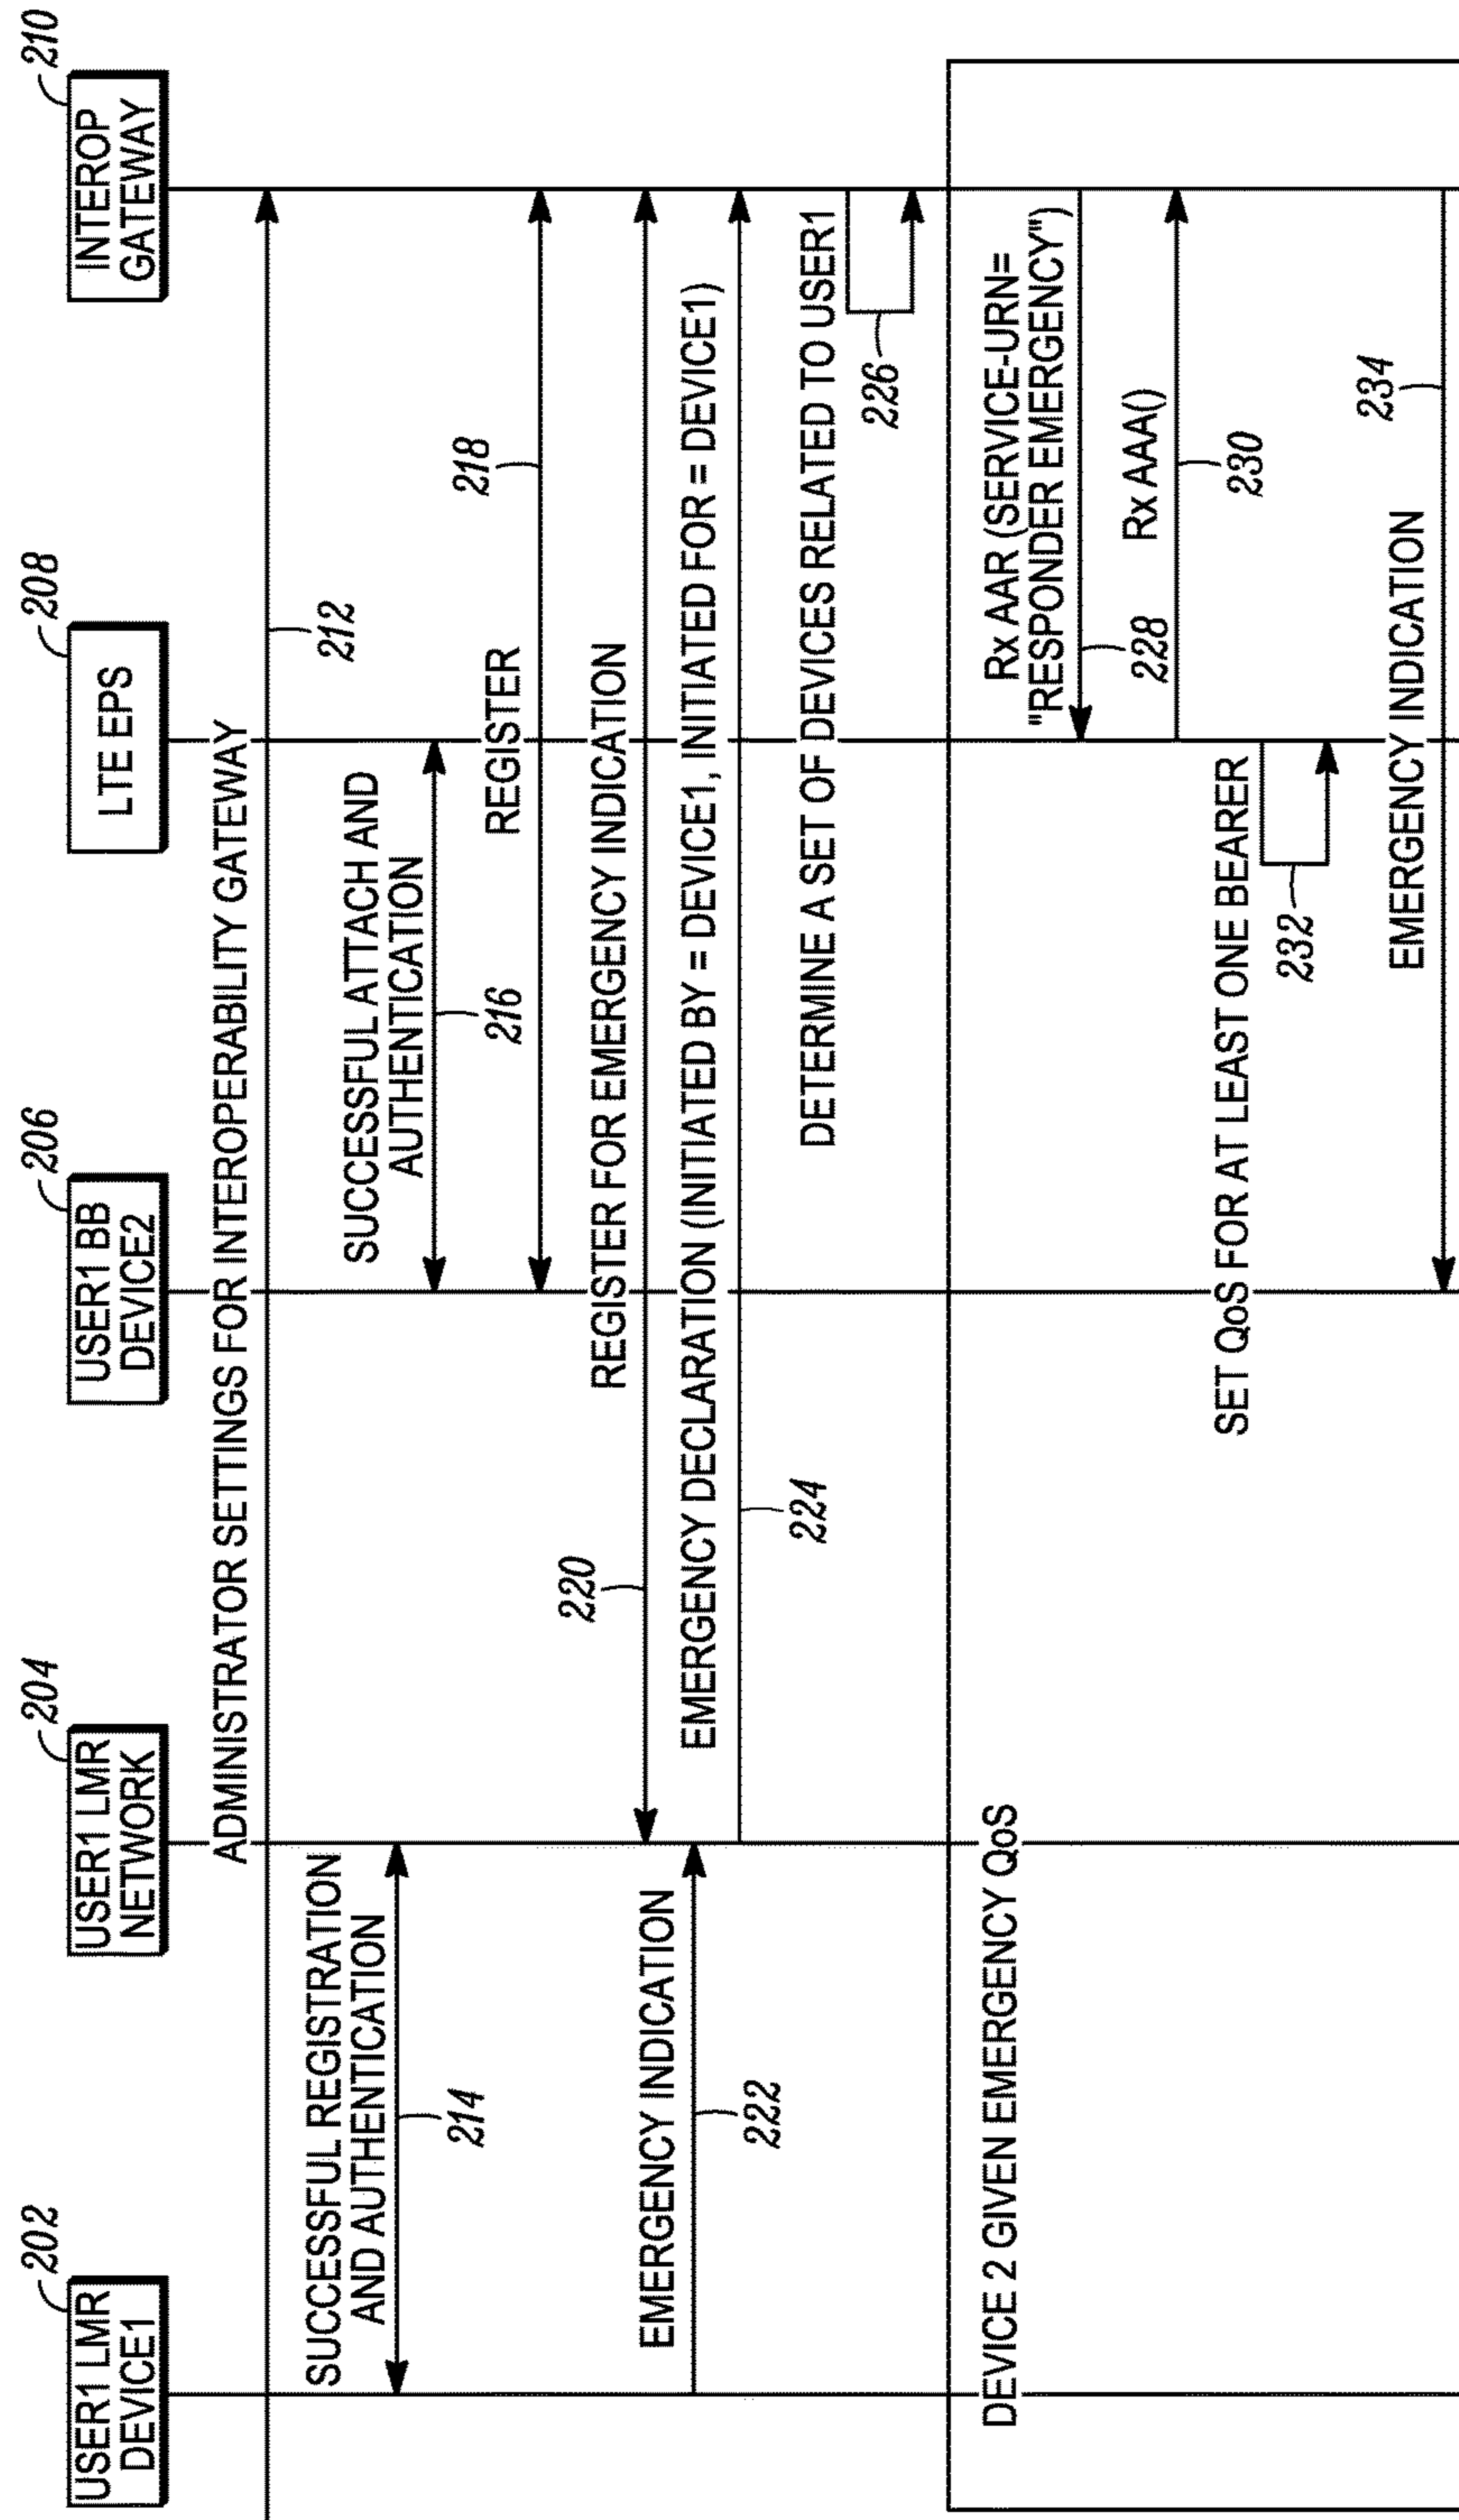 202
USER1 LMR
DEVICE1
204
USER1 LMR
NETWORK
206
USER1 BB
DEVICE2
208
LTE EPS
210
INTEROP
GATEWAY
ADMINISTRATOR SETTINGS FOR INTEROPERABILITY GATEWAY
212
SUCCESSFUL REGISTRATION
AND AUTHENTICATION
214
SUCCESSFUL ATTACH AND
AUTHENTICATION
216
REGISTER
218
REGISTER FOR EMERGENCY INDICATION
220
EMERGENCY INDICATION
222
EMERGENCY DECLARATION (INITIATED BY = DEVICE1, INITIATED FOR = DEVICE1)
224
DETERMINE A SET OF DEVICES RELATED TO USER1
226
DEVICE 2 GIVEN EMERGENCY QoS
Rx AAR (SERVICE-URN=
"RESPONDER EMERGENCY")
228
Rx AAA()
230
SET QoS FOR AT LEAST ONE BEARER
232
EMERGENCY INDICATION
234